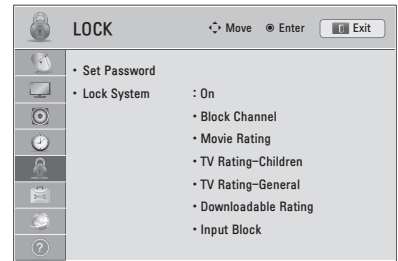 LOCK Move Enter Exit
• Set Password
• Lock System : On
• Block Channel
• Movie Rating
• TV Rating-Children
• TV Rating-General
• Downloadable Rating
• Input Block
?